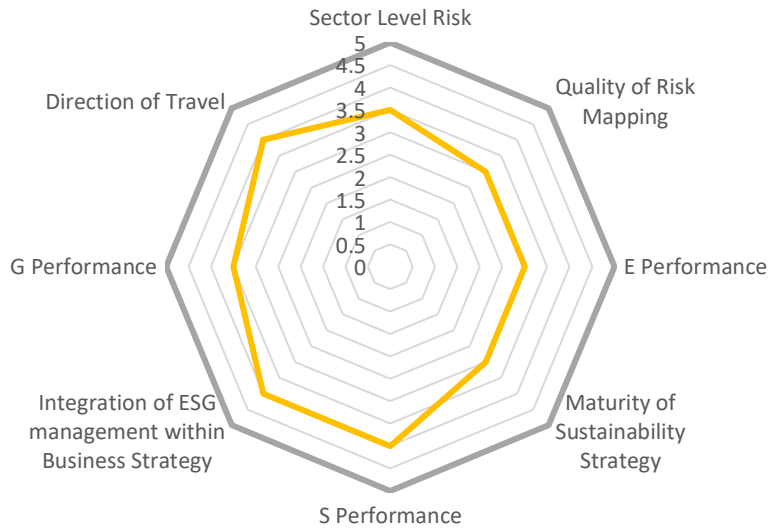 Sector Level Risk
5
4.5
4
3.5
3
2.5
2
1.5
1
0.5
0
Quality of Risk
Mapping
E Performance
Maturity of
Sustainability
Strategy
S Performance
Integration of ESG
management within
Business Strategy
G Performance
Direction of Travel